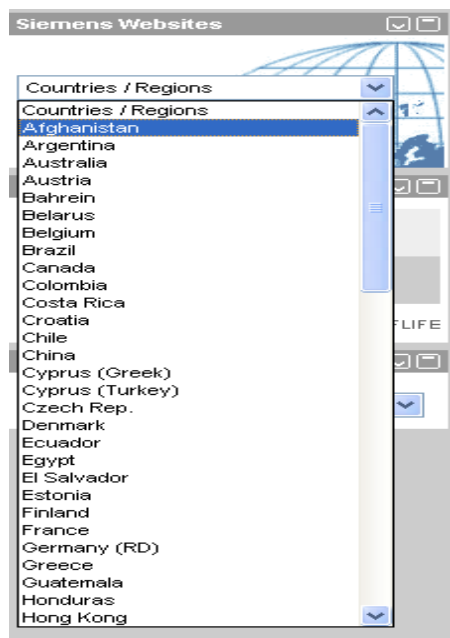 Siemens Websites
Countries / Regions
Countries / Regions
Afghanistan
Argentina
Australia
Austria
Bahrein
Belarus
Belgium
Brazil
Canada
Colombia
Costa Rica
Croatia
Chile
China
Cyprus (Greek)
Cyprus (Turkey)
Czech Rep.
Denmark
Ecuador
Egypt
El Salvador
Estonia
Finland
France
Germany (RD)
Greece
Guatemala
Honduras
Hong Kong